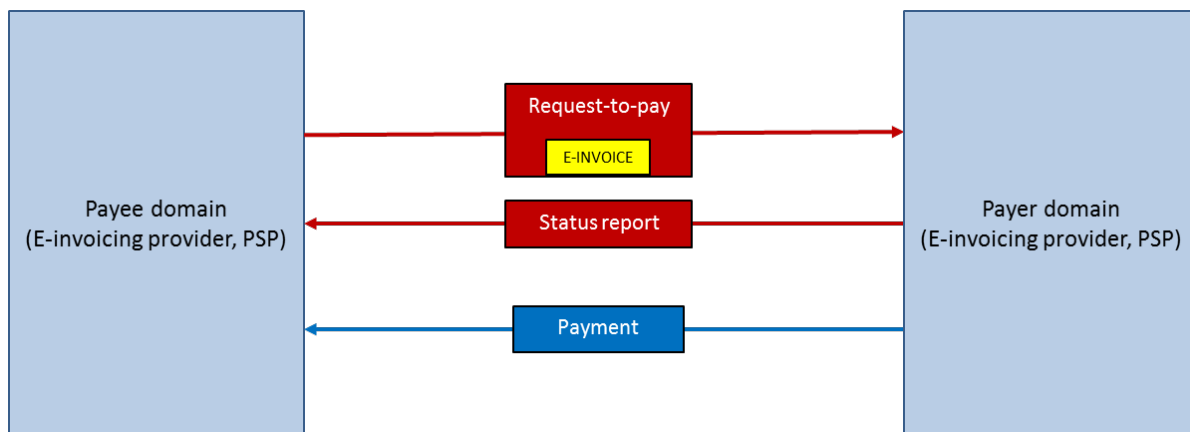 Request-to-pay
E-INVOICE
Payee domain
(E-invoicing provider, PSP)
Status report
Payer domain
(E-invoicing provider, PSP)
Payment